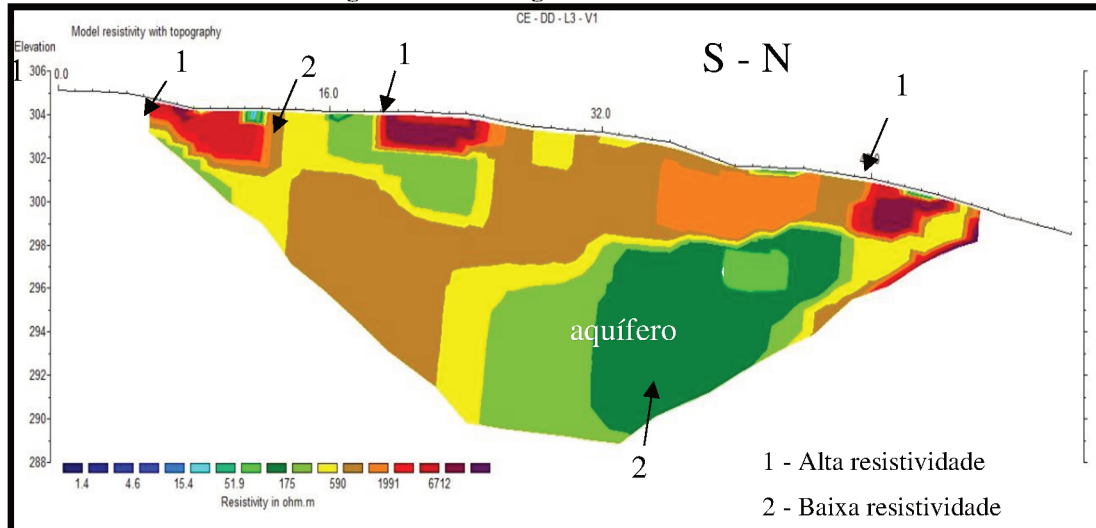 CE - DD - L3 - V1
Model resistivity with topography
Elevation
S - N
1
1
2
1
1
306
304
302
300
298
296
294
292
290
288
0.0
16.0
32.0
aquífero
2
1.4 4.6 15.4 51.9 175 590 1991 6712
Resistivity in ohm.m
1 - Alta resistividade
2 - Baixa resistividade